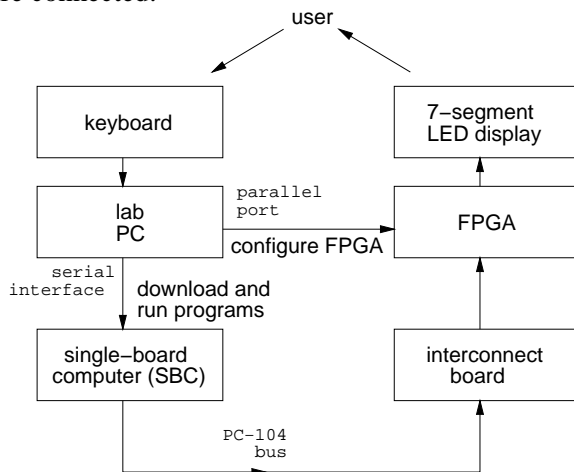 user
keyboard
7−segment
LED display
lab
PC
parallel
port
configure FPGA
FPGA
serial
interface
download and
run programs
single−board
computer (SBC)
interconnect
board
PC−104
bus